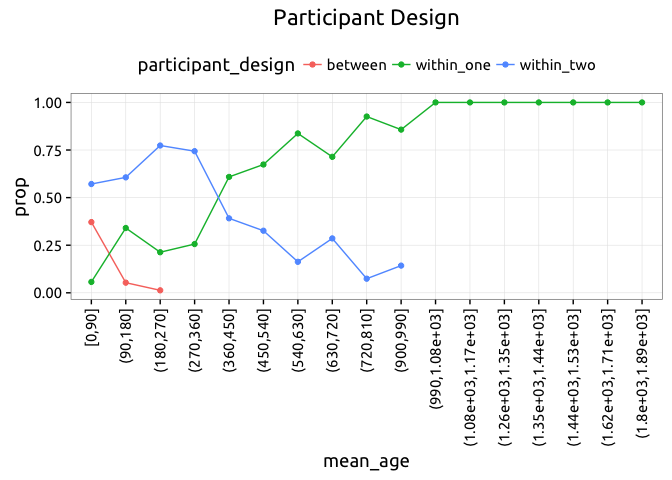 Participant Design
participant_design between within_one within_two
1.00
0.75
0.50
0.25
0.00
prop
[0,90]
(90,180]
(180,270]
(270,360]
(360,450]
(450,540]
(540,630]
(630,720]
(720,810]
(900,990]
(990,1.08e+03]
(1.08e+03,1.17e+03]
(1.26e+03,1.35e+03]
(1.35e+03,1.44e+03]
(1.44e+03,1.53e+03]
(1.62e+03,1.71e+03]
(1.8e+03,1.89e+03]
mean_age